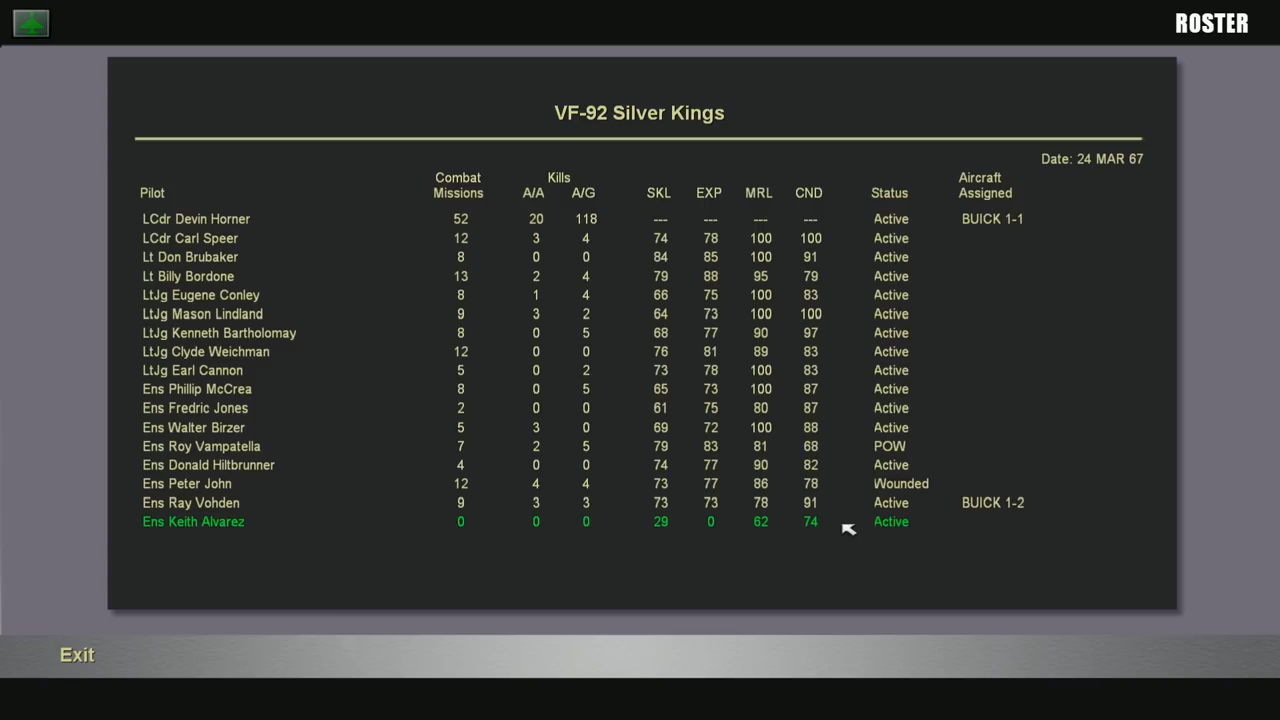 ROSTER
VF-92 Silver Kings
Date: 24 MAR 67
Combat Kills Aircraft
Pilot Missions A/A A/G SKL EXP MRL CND Status Assigned
LCdr Devin Horner 52 20 118 --- --- --- --- Active BUICK 1-1
LCdr Carl Speer 12 3 4 74 78 100 100 Active
Lt Don Brubaker 8 0 0 84 85 100 91 Active
Lt Billy Bordone 13 2 4 79 88 95 79 Active
LtJg Eugene Conley 8 1 4 66 75 100 83 Active
LtJg Mason Lindland 9 3 2 64 73 100 100 Active
LtJg Kenneth Bartholomay 8 0 5 68 77 90 97 Active
LtJg Clyde Weichman 12 0 0 76 81 89 83 Active
LtJg Earl Cannon 5 0 2 73 78 100 83 Active
Ens Phillip McCrea 8 0 5 65 73 100 87 Active
Ens Fredric Jones 2 0 0 61 75 80 87 Active
Ens Walter Birzer 5 3 0 69 72 100 88 Active
Ens Roy Vampatella 7 2 5 79 83 81 68 POW
Ens Donald Hiltbrunner 4 0 0 74 77 90 82 Active
Ens Peter John 12 4 4 73 77 86 78 Wounded
Ens Ray Vohden 9 3 3 73 73 78 91 Active BUICK 1-2
Ens Keith Alvarez 0 0 0 29 0 62 74 Active
Exit